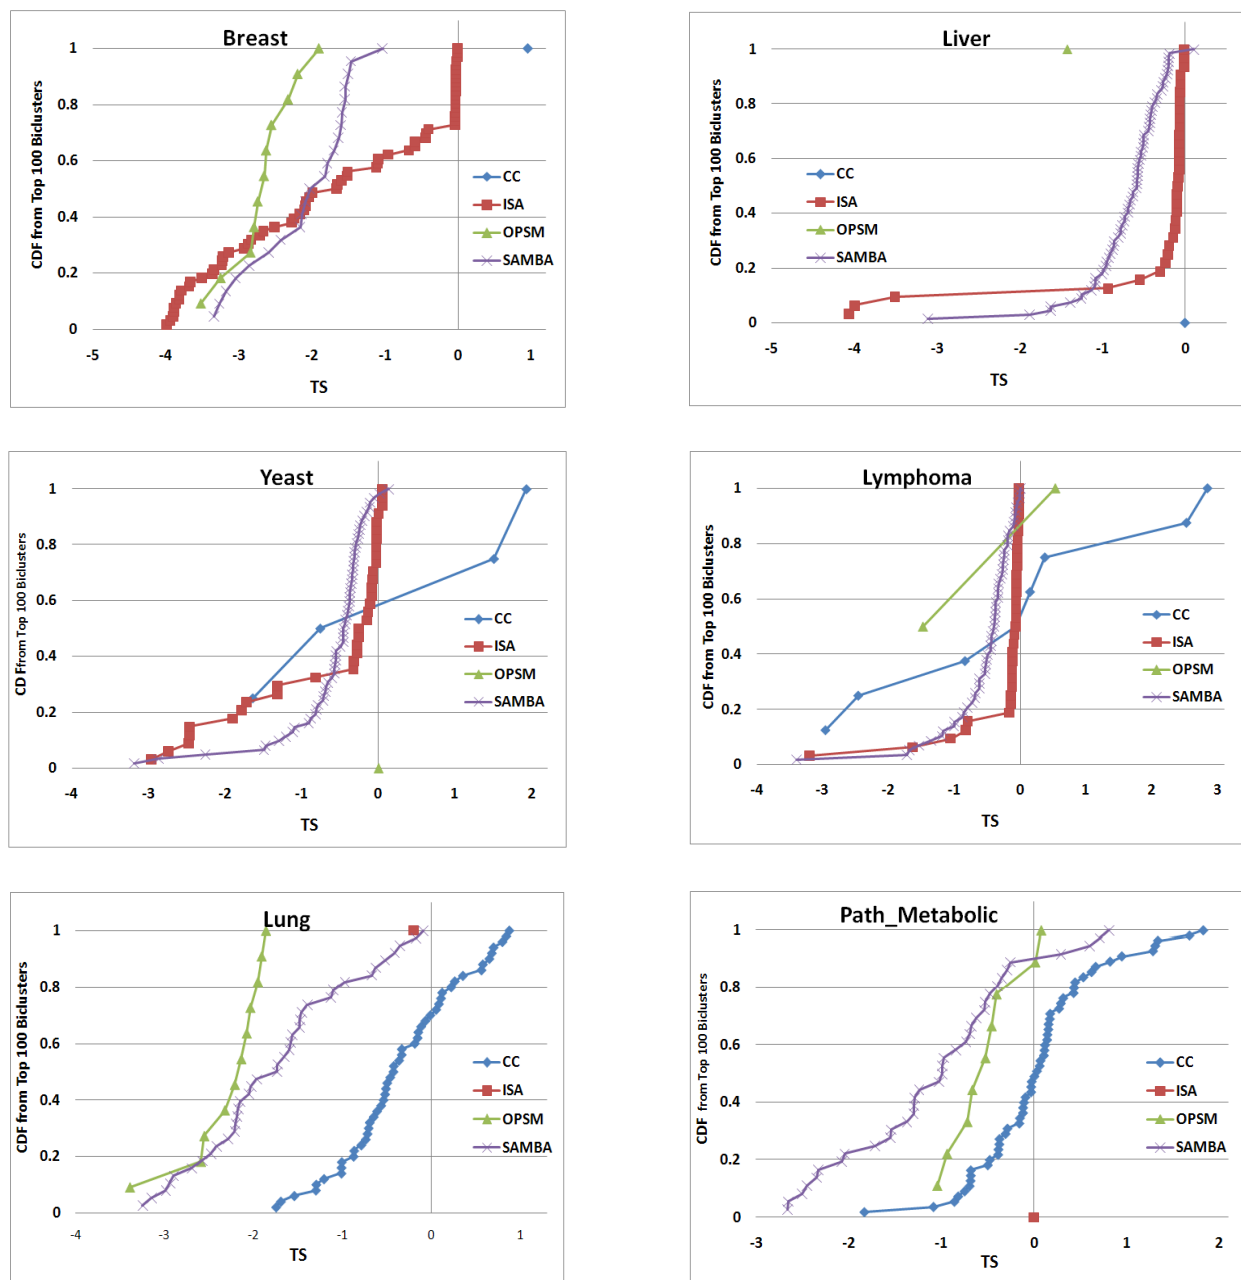 Breast
CDF from Top 100 Biclusters
1
0.8
0.6
0.4
0.2
0
-5 -4 -3 -2 -1 0 1
TS
CC
ISA
OPSM
SAMBA
Liver
CDF from Top 100 Biclusters
1
0.8
0.6
0.4
0.2
0
-5 -4 -3 -2 -1 0
TS
CC
ISA
OPSM
SAMBA
Yeast
CD Ffrom Top 100 Biclusters
1
0.8
0.6
0.4
0.2
0
-4 -3 -2 -1 0 1 2
TS
CC
ISA
OPSM
SAMBA
Lymphoma
CDF from Top 100 Biclusters
1
0.8
0.6
0.4
0.2
0
-4 -3 -2 -1 0 1 2 3
TS
CC
ISA
OPSM
SAMBA
Lung
CDF from Top 100 Biclusters
1
0.8
0.6
0.4
0.2
0
-4 -3 -2 -1 0 1
TS
CC
ISA
OPSM
SAMBA
Path_Metabolic
CDF from Top 100 Biclusters
1
0.8
0.6
0.4
0.2
0
-3 -2 -1 0 1 2
TS
CC
ISA
OPSM
SAMBA